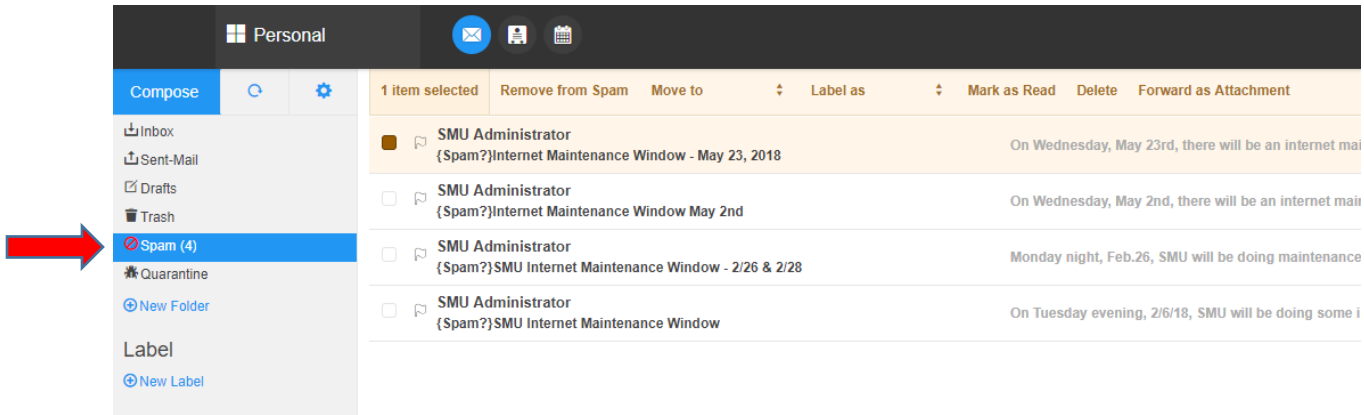 Personal
Compose
1 item selected Remove from Spam Move to Label as Mark as Read Delete Forward as Attachment
Inbox
Sent-Mail
Drafts
Trash
Spam (4)
Quarantine
New Folder
Label
New Label
SMU Administrator
{Spam?}Internet Maintenance Window - May 23, 2018
On Wednesday, May 23rd, there will be an internet mai
SMU Administrator
{Spam?}Internet Maintenance Window May 2nd
On Wednesday, May 2nd, there will be an internet main
SMU Administrator
{Spam?}SMU Internet Maintenance Window - 2/26 & 2/28
Monday night, Feb.26, SMU will be doing maintenance
SMU Administrator
{Spam?}SMU Internet Maintenance Window
On Tuesday evening, 2/6/18, SMU will be doing some i